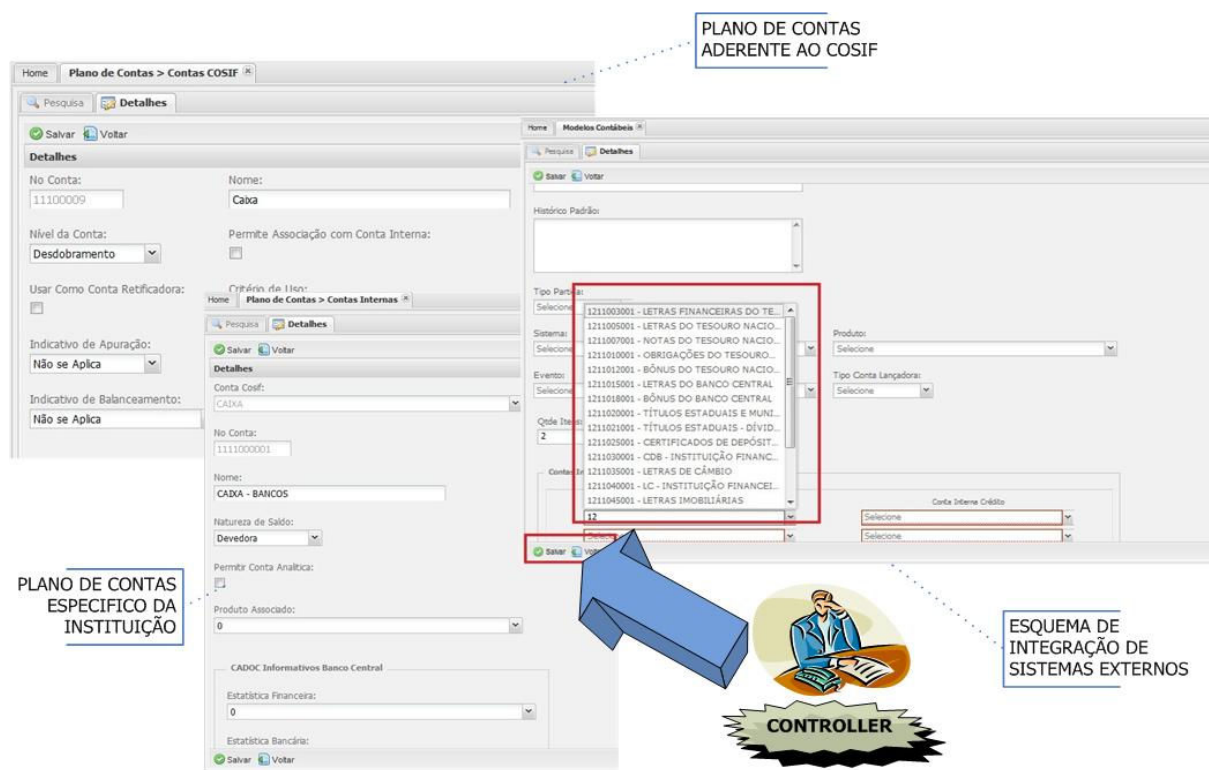 PLANO DE CONTAS
ADERENTE AO COSIF
Home Plano de Contas > Contas COSIF
Pesquisa Detalhes
Salvar Voltar
Detalhes
No Conta: Nome:
11100009 Caixa
Nível da Conta: Permite Associação com Conta Interna:
Desdobramento
Usar Como Conta Retificadora: Critério de Uso:
Indicativo de Apuração:
Não se Aplica
Indicativo de Balanceamento:
Não se Aplica
Home Plano de Contas > Contas Internas
Pesquisa Detalhes
Salvar Voltar
Detalhes
Conta Cosif:
CAIXA
No Conta:
1111000001
Nome:
CAIXA - BANCOS
Natureza de Saldo:
Devedora
Permitir Conta Analítica:
Produto Associado:
0
CADOC Informativos Banco Central
Estatística Financeira:
0
Estatística Bancária:
Salvar Voltar
Home Modelos Contábeis
Pesquisa Detalhes
Salvar Voltar
Histórico Padrão:
Tipo Partida:
Selecione
Sistema: Produto:
Selecione Selecione
Evento: Tipo Conta Lançadora:
Selecione Selecione
Qtde Itens:
2
1211003001 - LETRAS FINANCEIRAS DO TE...
1211005001 - LETRAS DO TESOURO NACIO...
1211007001 - NOTAS DO TESOURO NACIO...
1211010001 - OBRIGAÇÕES DO TESOURO...
1211012001 - BÔNUS DO TESOURO NACIO...
1211015001 - LETRAS DO BANCO CENTRAL
1211018001 - BÔNUS DO BANCO CENTRAL
1211020001 - TÍTULOS ESTADUAIS E MUNI...
1211021001 - TÍTULOS ESTADUAIS - DÍVID...
1211025001 - CERTIFICADOS DE DEPÓSIT...
1211030001 - CDB - INSTITUIÇÃO FINANC...
1211035001 - LETRAS DE CÂMBIO
1211040001 - LC - INSTITUIÇÃO FINANCEI...
1211045001 - LETRAS IMOBILIÁRIAS
Contas In
Conta Interna Crédito
12 Selecione
Selecione Selecione
Salvar Voltar
PLANO DE CONTAS
ESPECIFICO DA
INSTITUIÇÃO
ESQUEMA DE
INTEGRAÇÃO DE
SISTEMAS EXTERNOS
CONTROLLER